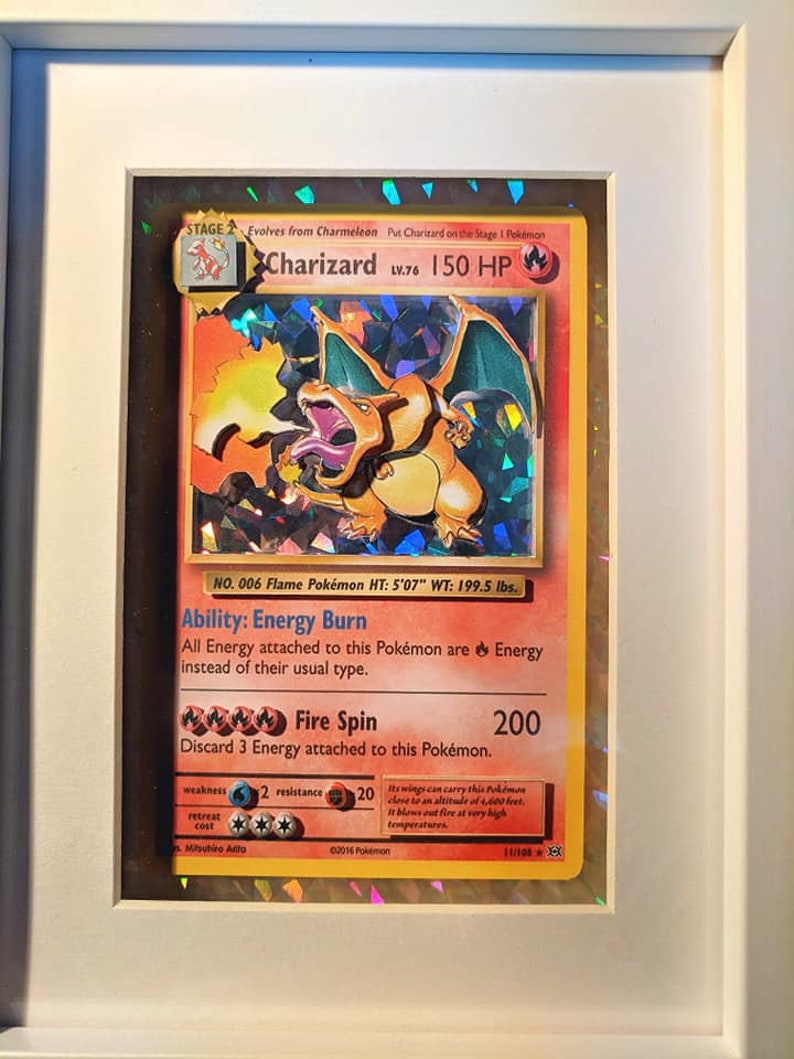 STAGE 2 Evolves from Charmeleon Put Charizard on the Stage 1 Pokémon
Charizard LV.76 150 HP
NO. 006 Flame Pokémon HT: 5'07" WT: 199.5 lbs.
Ability: Energy Burn
All Energy attached to this Pokémon are Energy
instead of their usual type.
Fire Spin 200
Discard 3 Energy attached to this Pokémon.
weakness ×2 resistance 20
retreat
cost
Its wings can carry this Pokémon
close to an altitude of 4,600 feet.
It blows out fire at very high
temperatures.
us. Mitsuhiro Arita ©2016 Pokémon 11/108 ★